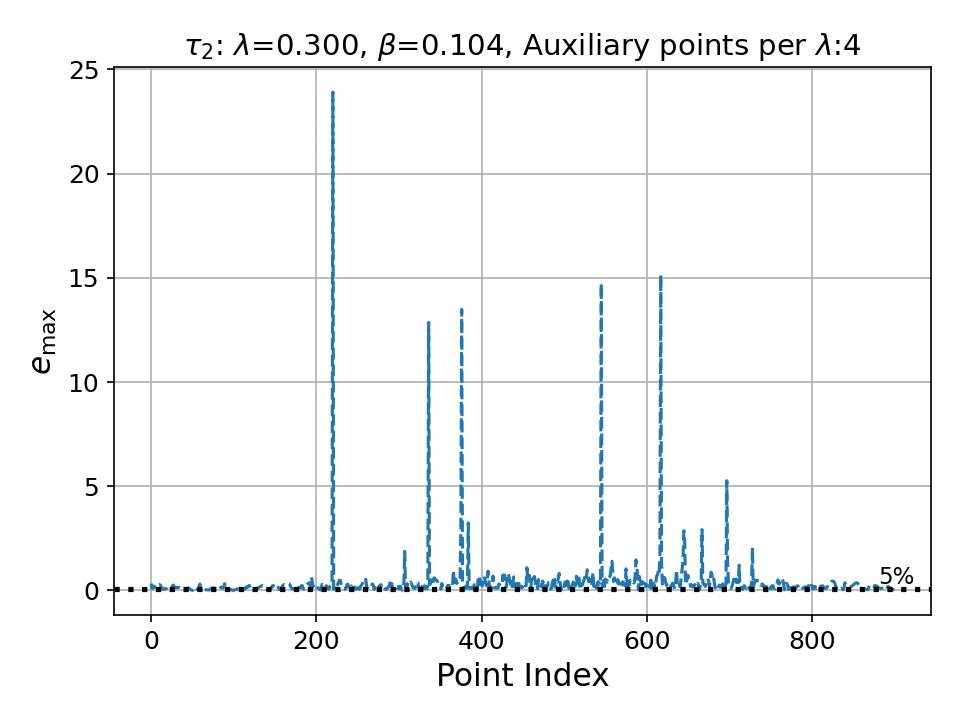 τ₂: λ=0.300, β=0.104, Auxiliary points per λ:4
25
20
15
10
5
0
e_max
5%
0 200 400 600 800
Point Index